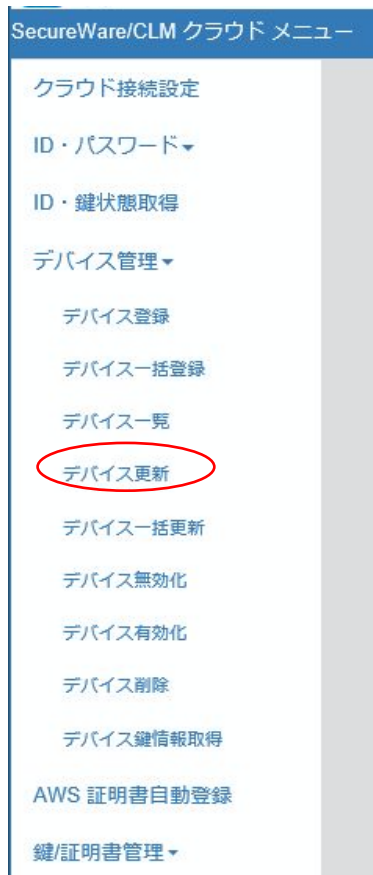 SecureWare/CLM クラウド メニュー
クラウド接続設定
ID・パスワード▾
ID・鍵状態取得
デバイス管理▾
デバイス登録
デバイス一括登録
デバイス一覧
デバイス更新
デバイス一括更新
デバイス無効化
デバイス有効化
デバイス削除
デバイス鍵情報取得
AWS 証明書自動登録
鍵/証明書管理▾